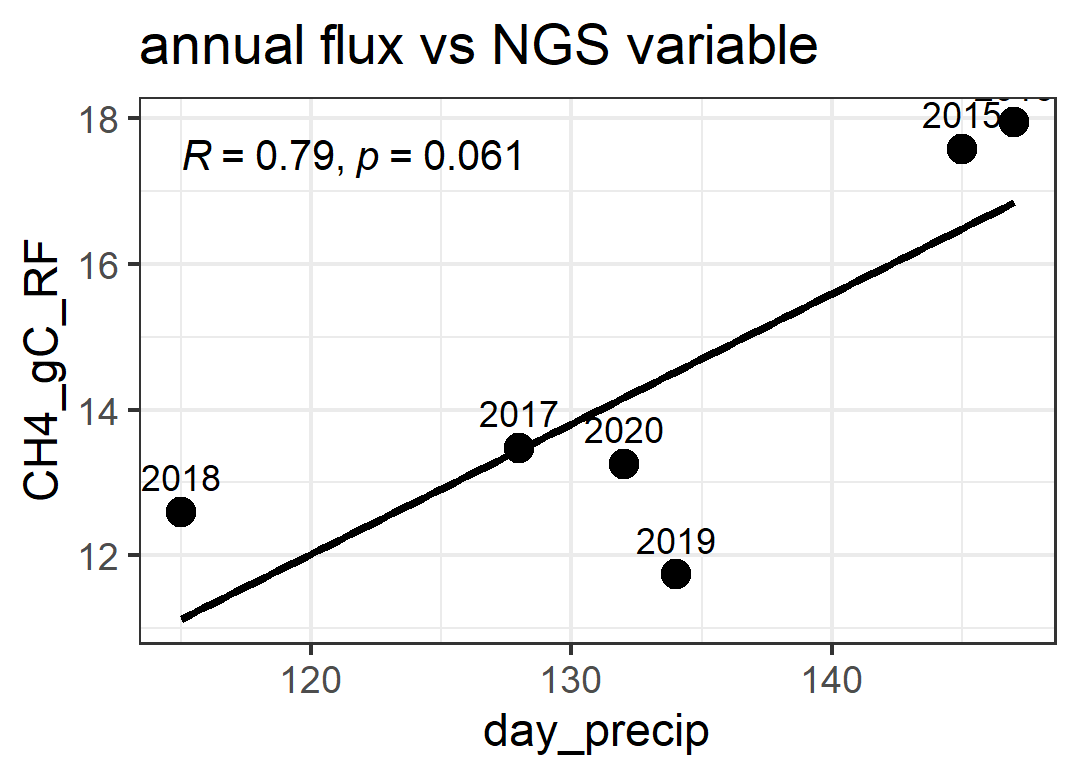 annual flux vs NGS variable
R = 0.79, p = 0.061
CH4_gC_RF
18
16
14
12
2015
2017
2020
2018
2019
120 130 140
day_precip